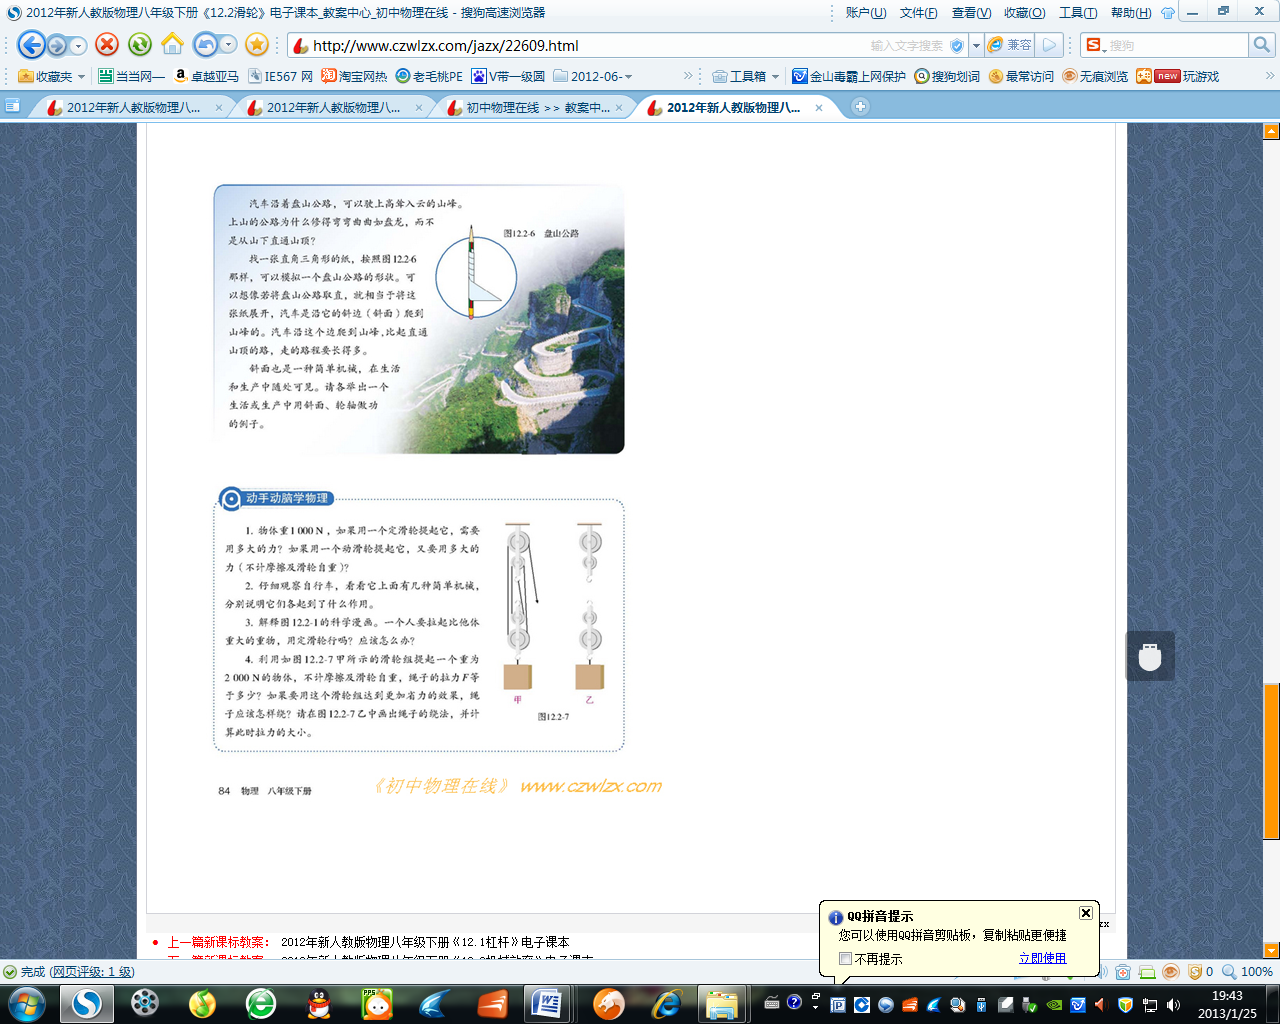 2012年新人教版物理八年级下册《12.2滑轮》电子课本_教案中心_初中物理在线 - 搜狗高速浏览器
账户(U) 文件(F) 查看(V) 收藏(O) 工具(T) 帮助(H)
http://www.czwlzx.com/jazx/22609.html
输入文字搜索
兼容
搜狗
收藏夹 当当网— 卓越亚马 IE567 网 淘宝网热 老毛桃PE V带一级圆 2012-06- 工具箱 金山毒霸上网保护 搜狗划词 最常访问 无痕浏览 new 玩游戏
2012年新人教版物理八... 2012年新人教版物理八... 初中物理在线 >> 教案中... 2012年新人教版物理八...
汽车沿着盘山公路，可以驶上高耸入云的山峰。
上山的公路为什么修得弯弯曲曲如盘龙，而不
是从山下直通山顶？
图12.2-6 盘山公路
找一张直角三角形的纸，按照图12.2-6
那样，可以模拟一个盘山公路的形状。可
以想像若将盘山公路取直，就相当于将这
张纸展开，汽车是沿它的斜边（斜面）爬到
山峰的。汽车沿这个边爬到山峰，比起直通
山顶的路，走的路程要长得多。
斜面也是一种简单机械，在生活
和生产中随处可见。请各举出一个
生活或生产中用斜面、轮轴做功
的例子。
动手动脑学物理
1. 物体重1 000 N，如果用一个定滑轮提起它，需要
用多大的力？如果用一个动滑轮提起它，又要用多大的
力（不计摩擦及滑轮自重）？
2. 仔细观察自行车，看看它上面有几种简单机械，
分别说明它们各起到了什么作用。
3. 解释图12.2-1的科学漫画。一个人要拉起比他体
重大的重物，用定滑轮行吗？应该怎么办？
4. 利用如图12.2-7甲所示的滑轮组提起一个重为
2 000 N的物体，不计摩擦及滑轮自重，绳子的拉力F等
于多少？如果要用这个滑轮组达到更加省力的效果，绳
子应该怎样绕？请在图12.2-7乙中画出绳子的绕法，并计
算此时拉力的大小。
甲 乙
图12.2-7
84 物理 八年级下册
《初中物理在线》www.czwlzx.com
zx
上一篇新课标教案： 2012年新人教版物理八年级下册《12.1杠杆》电子课本
QQ拼音提示
您可以使用QQ拼音剪贴板，复制粘贴更便捷
不再提示 立即使用
完成 (网页评级: 1 级)
0 100%
PPS
19:43
2013/1/25